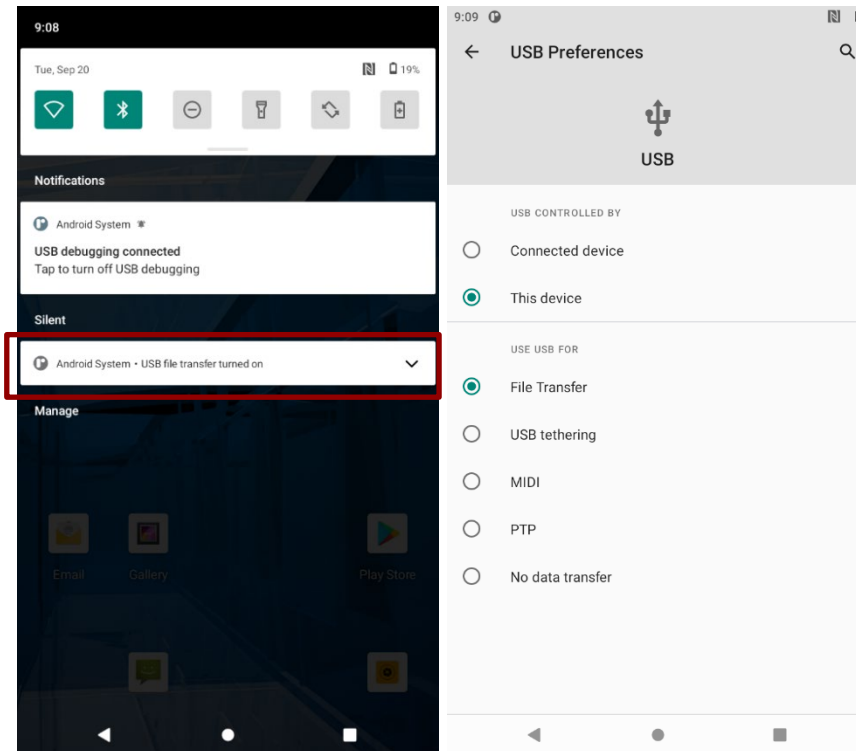 9:08
Tue, Sep 20
19%
Notifications
Android System
USB debugging connected
Tap to turn off USB debugging
Silent
Android System • USB file transfer turned on
Manage
Email Gallery Play Store
9:09
USB Preferences
USB
USB CONTROLLED BY
Connected device
This device
USE USB FOR
File Transfer
USB tethering
MIDI
PTP
No data transfer